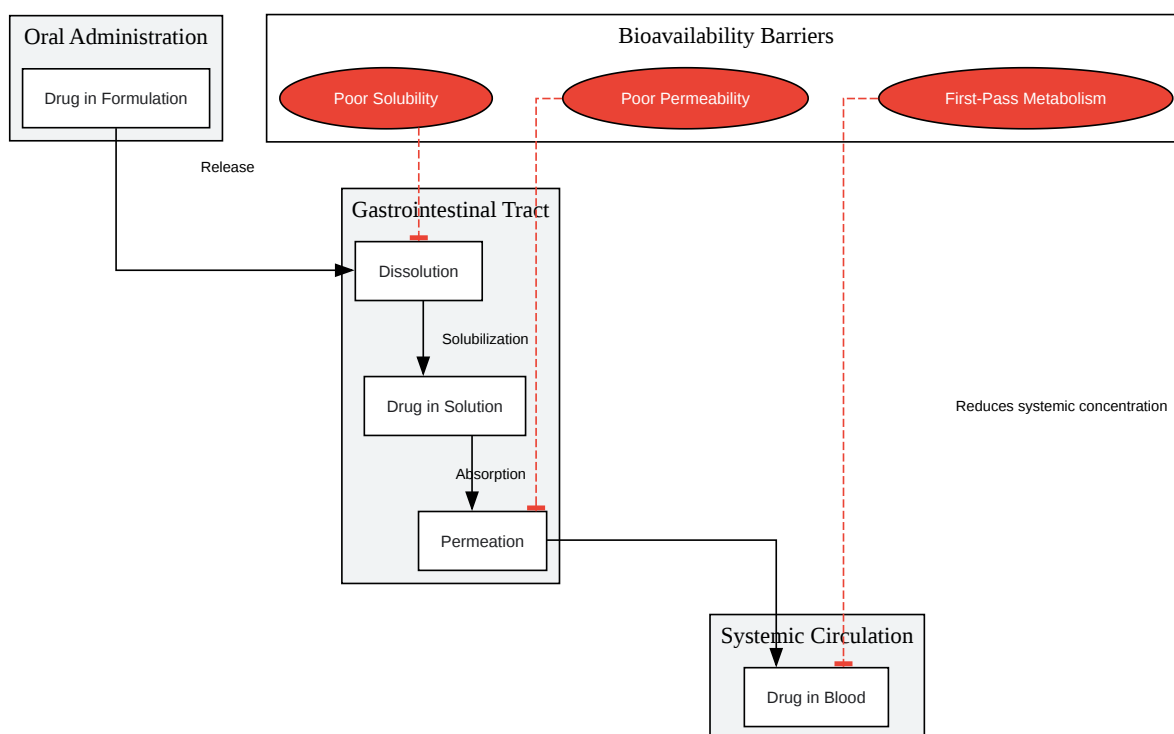 Oral Administration
Drug in Formulation
Bioavailability Barriers
Poor Solubility
Poor Permeability
First-Pass Metabolism
Release
Gastrointestinal Tract
Dissolution
Solubilization
Drug in Solution
Reduces systemic concentration
Absorption
Permeation
Systemic Circulation
Drug in Blood